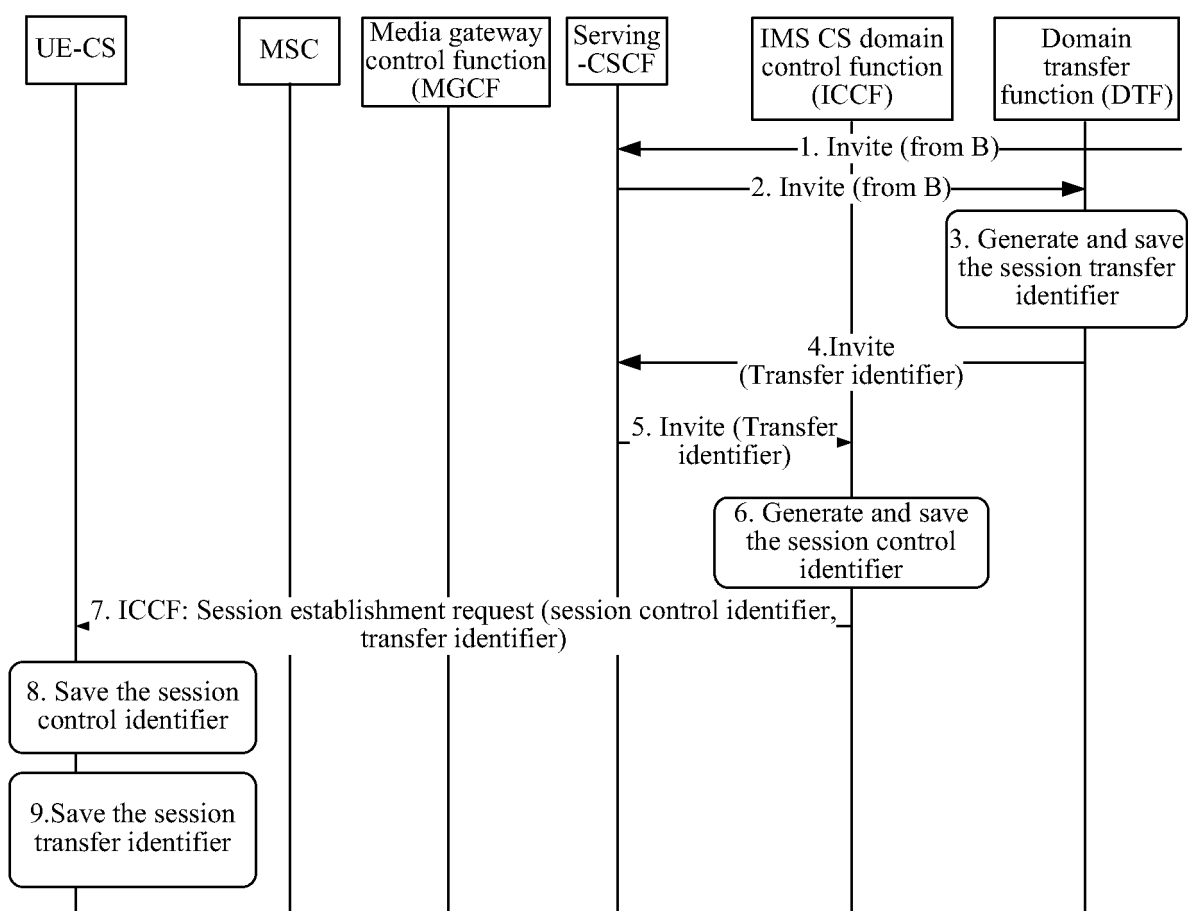 UE-CS
MSC
Media gateway
control function
(MGCF
Serving
-CSCF
IMS CS domain
control function
(ICCF)
Domain
transfer
function (DTF)
1. Invite (from B)
2. Invite (from B)
3. Generate and save
the session transfer
identifier
4.Invite
(Transfer identifier)
5. Invite (Transfer
identifier)
6. Generate and save
the session control
identifier
7. ICCF: Session establishment request (session control identifier,
transfer identifier)
8. Save the session
control identifier
9.Save the session
transfer identifier